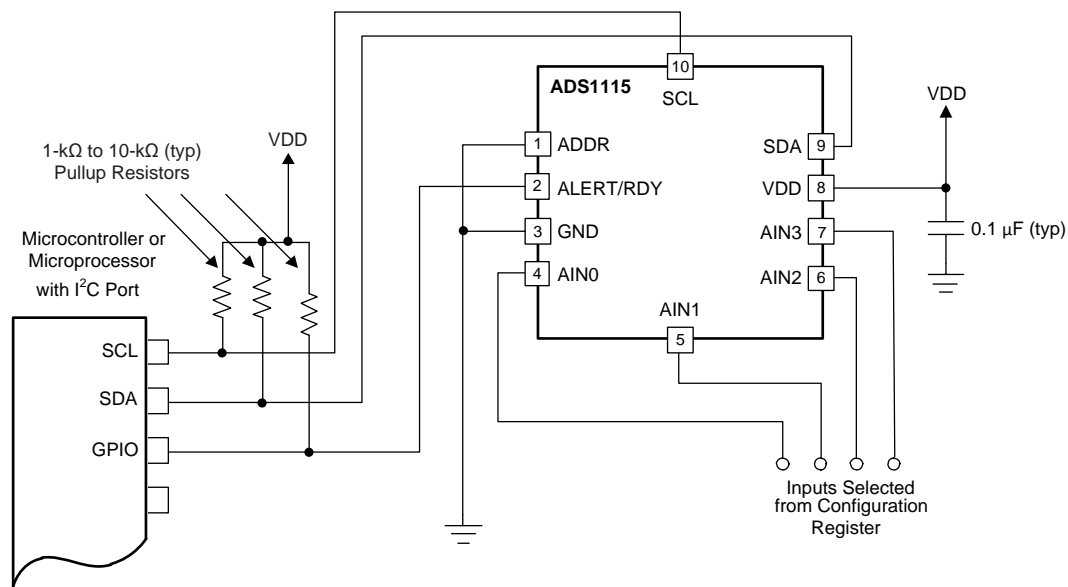 10
ADS1115
SCL
VDD
1-kΩ to 10-kΩ (typ)
Pullup Resistors
VDD
1 ADDR
SDA 9
2 ALERT/RDY
VDD 8
3 GND
AIN3 7
0.1 μF (typ)
4 AIN0
AIN2 6
Microcontroller or
Microprocessor
with I²C Port
AIN1
5
SCL
SDA
GPIO
Inputs Selected
from Configuration
Register